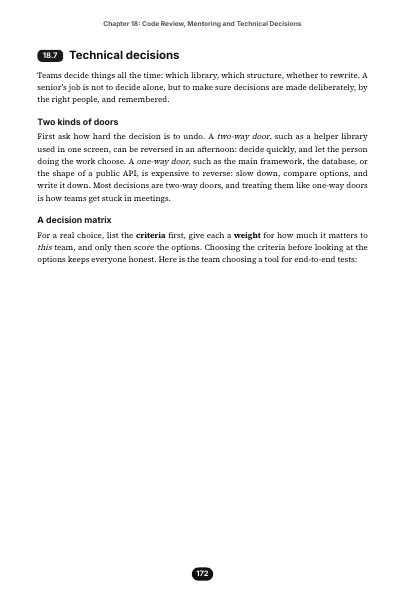 Chapter 18: Code Review, Mentoring and Technical Decisions
18.7 Technical decisions
Teams decide things all the time: which library, which structure, whether to rewrite. A
senior's job is not to decide alone, but to make sure decisions are made deliberately, by
the right people, and remembered.
Two kinds of doors
First ask how hard the decision is to undo. A two-way door, such as a helper library
used in one screen, can be reversed in an afternoon: decide quickly, and let the person
doing the work choose. A one-way door, such as the main framework, the database, or
the shape of a public API, is expensive to reverse: slow down, compare options, and
write it down. Most decisions are two-way doors, and treating them like one-way doors
is how teams get stuck in meetings.
A decision matrix
For a real choice, list the criteria first, give each a weight for how much it matters to
this team, and only then score the options. Choosing the criteria before looking at the
options keeps everyone honest. Here is the team choosing a tool for end-to-end tests:
172